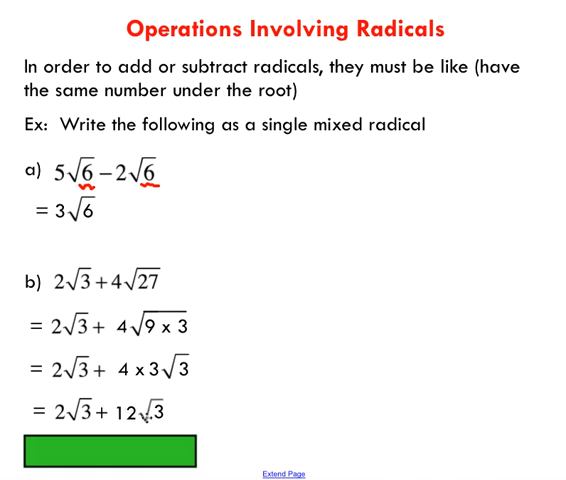 Operations Involving Radicals
In order to add or subtract radicals, they must be like (have
the same number under the root)
Ex:  Write the following as a single mixed radical
a) 5√6 – 2√6
= 3√6
b) 2√3 + 4√27
= 2√3 + 4√9 x 3
= 2√3 + 4 x 3√3
= 2√3 + 12√3
Extend Page